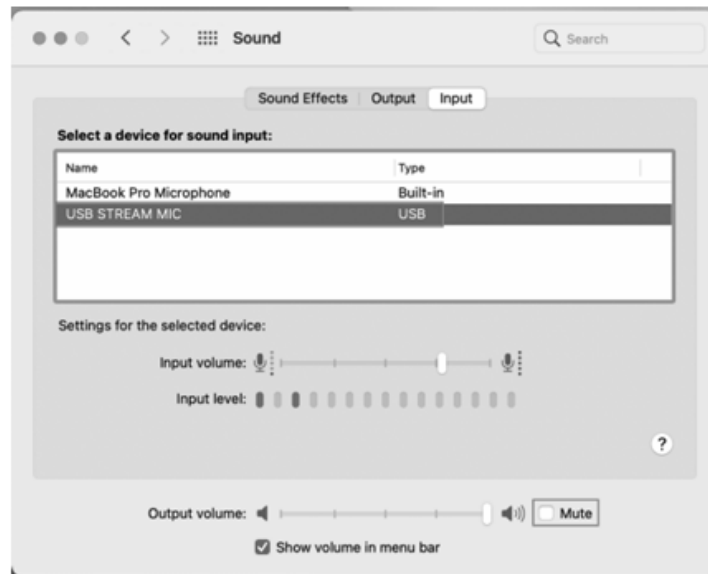 Sound
Search
Sound Effects Output Input
Select a device for sound input:
Name Type
MacBook Pro Microphone Built-in
USB STREAM MIC USB
Settings for the selected device:
Input volume:
Input level:
?
Output volume: Mute
Show volume in menu bar